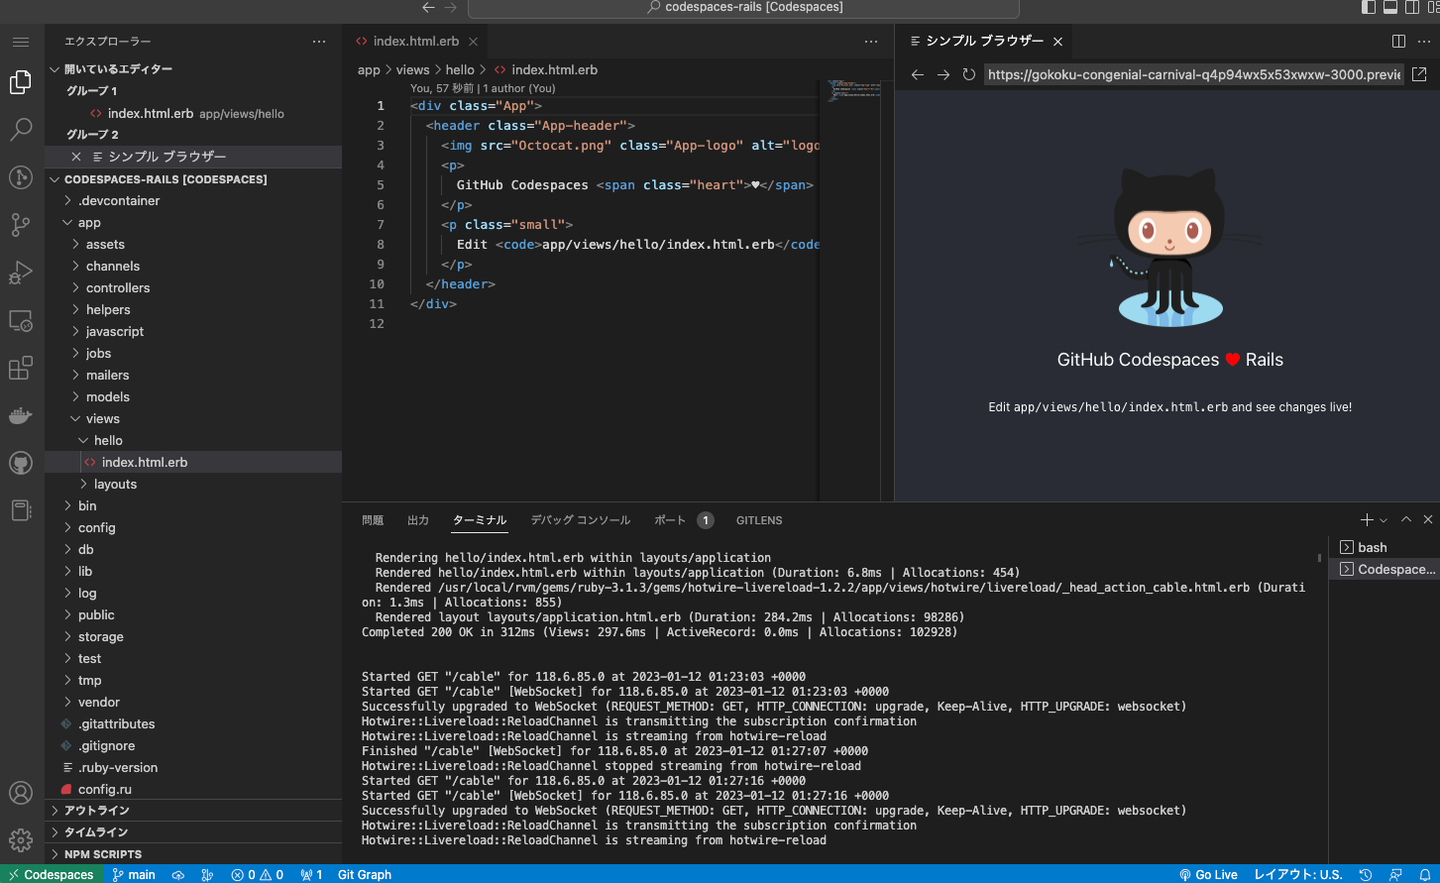 codespaces-rails [Codespaces]
エクスプローラー
開いているエディター
グループ 1
index.html.erb app/views/hello
グループ 2
シンプル ブラウザー
CODESPACES-RAILS [CODESPACES]
.devcontainer
app
assets
channels
controllers
helpers
javascript
jobs
mailers
models
views
hello
index.html.erb
layouts
bin
config
db
lib
log
public
storage
test
tmp
vendor
.gitattributes
.gitignore
.ruby-version
config.ru
アウトライン
タイムライン
NPM SCRIPTS
index.html.erb
app > views > hello > index.html.erb
You, 57 秒前 | 1 author (You)
1 <div class="App">
2 <header class="App-header">
3 <img src="Octocat.png" class="App-logo" alt="logo
4 <p>
5 GitHub Codespaces <span class="heart">♥</span>
6 </p>
7 <p class="small">
8 Edit <code>app/views/hello/index.html.erb</code
9 </p>
10 </header>
11 </div>
12
シンプル ブラウザー
https://gokoku-congenial-carnival-q4p94wx5x53xwxw-3000.previe
GitHub Codespaces ♥ Rails
Edit app/views/hello/index.html.erb and see changes live!
問題 出力 ターミナル デバッグ コンソール ポート 1 GITLENS
Rendering hello/index.html.erb within layouts/application
Rendered hello/index.html.erb within layouts/application (Duration: 6.8ms | Allocations: 454)
Rendered /usr/local/rvm/gems/ruby-3.1.3/gems/hotwire-livereload-1.2.2/app/views/hotwire/livereload/_head_action_cable.html.erb (Durati
on: 1.3ms | Allocations: 855)
Rendered layout layouts/application.html.erb (Duration: 284.2ms | Allocations: 98286)
Completed 200 OK in 312ms (Views: 297.6ms | ActiveRecord: 0.0ms | Allocations: 102928)
Started GET "/cable" for 118.6.85.0 at 2023-01-12 01:23:03 +0000
Started GET "/cable" [WebSocket] for 118.6.85.0 at 2023-01-12 01:23:03 +0000
Successfully upgraded to WebSocket (REQUEST_METHOD: GET, HTTP_CONNECTION: upgrade, Keep-Alive, HTTP_UPGRADE: websocket)
Hotwire::Livereload::ReloadChannel is transmitting the subscription confirmation
Hotwire::Livereload::ReloadChannel is streaming from hotwire-reload
Finished "/cable" [WebSocket] for 118.6.85.0 at 2023-01-12 01:27:07 +0000
Hotwire::Livereload::ReloadChannel stopped streaming from hotwire-reload
Started GET "/cable" for 118.6.85.0 at 2023-01-12 01:27:16 +0000
Started GET "/cable" [WebSocket] for 118.6.85.0 at 2023-01-12 01:27:16 +0000
Successfully upgraded to WebSocket (REQUEST_METHOD: GET, HTTP_CONNECTION: upgrade, Keep-Alive, HTTP_UPGRADE: websocket)
Hotwire::Livereload::ReloadChannel is transmitting the subscription confirmation
Hotwire::Livereload::ReloadChannel is streaming from hotwire-reload
bash
Codespace...
Codespaces main 0 0 1 Git Graph Go Live レイアウト: U.S.